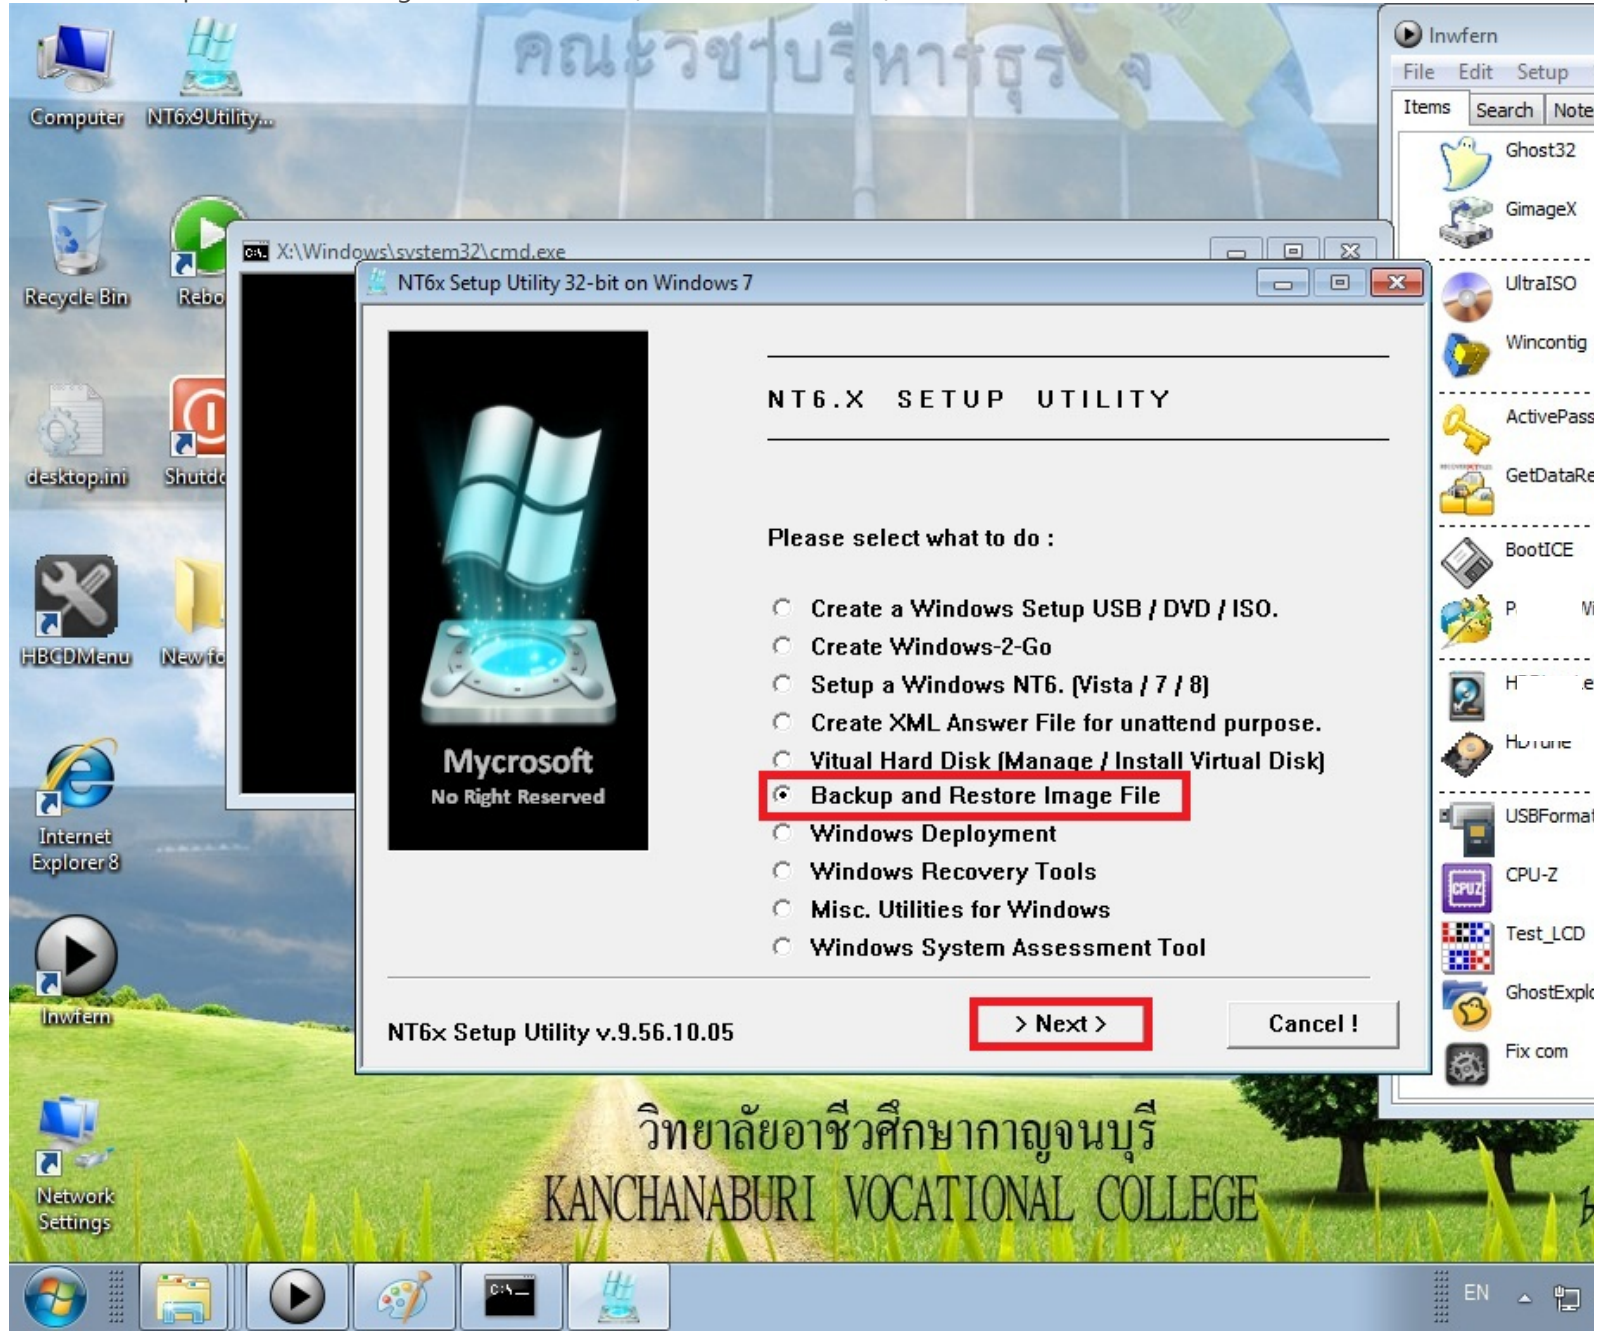 คณะวิชาบริหารธุรกิจ
Computer
NT6x9Utility...
Recycle Bin
desktop.ini
HBCDMenu
Internet
Explorer 8
Inwfern
Network
Settings
X:\Windows\system32\cmd.exe
NT6x Setup Utility 32-bit on Windows 7
Mycrosoft
No Right Reserved
NT6.X SETUP UTILITY
Please select what to do :
Create a Windows Setup USB / DVD / ISO.
Create Windows-2-Go
Setup a Windows NT6. (Vista / 7 / 8)
Create XML Answer File for unattend purpose.
Vitual Hard Disk (Manage / Install Virtual Disk)
Backup and Restore Image File
Windows Deployment
Windows Recovery Tools
Misc. Utilities for Windows
Windows System Assessment Tool
NT6x Setup Utility v.9.56.10.05
> Next >
Cancel !
Inwfern
File Edit Setup
Items Search Note
Ghost32
GimageX
UltraISO
Wincontig
ActivePass
GetDataRe
BootICE
HDTune
USBFormat
CPU-Z
Test_LCD
GhostExplo
Fix com
วิทยาลัยอาชีวศึกษากาญจนบุรี
KANCHANABURI VOCATIONAL COLLEGE
EN